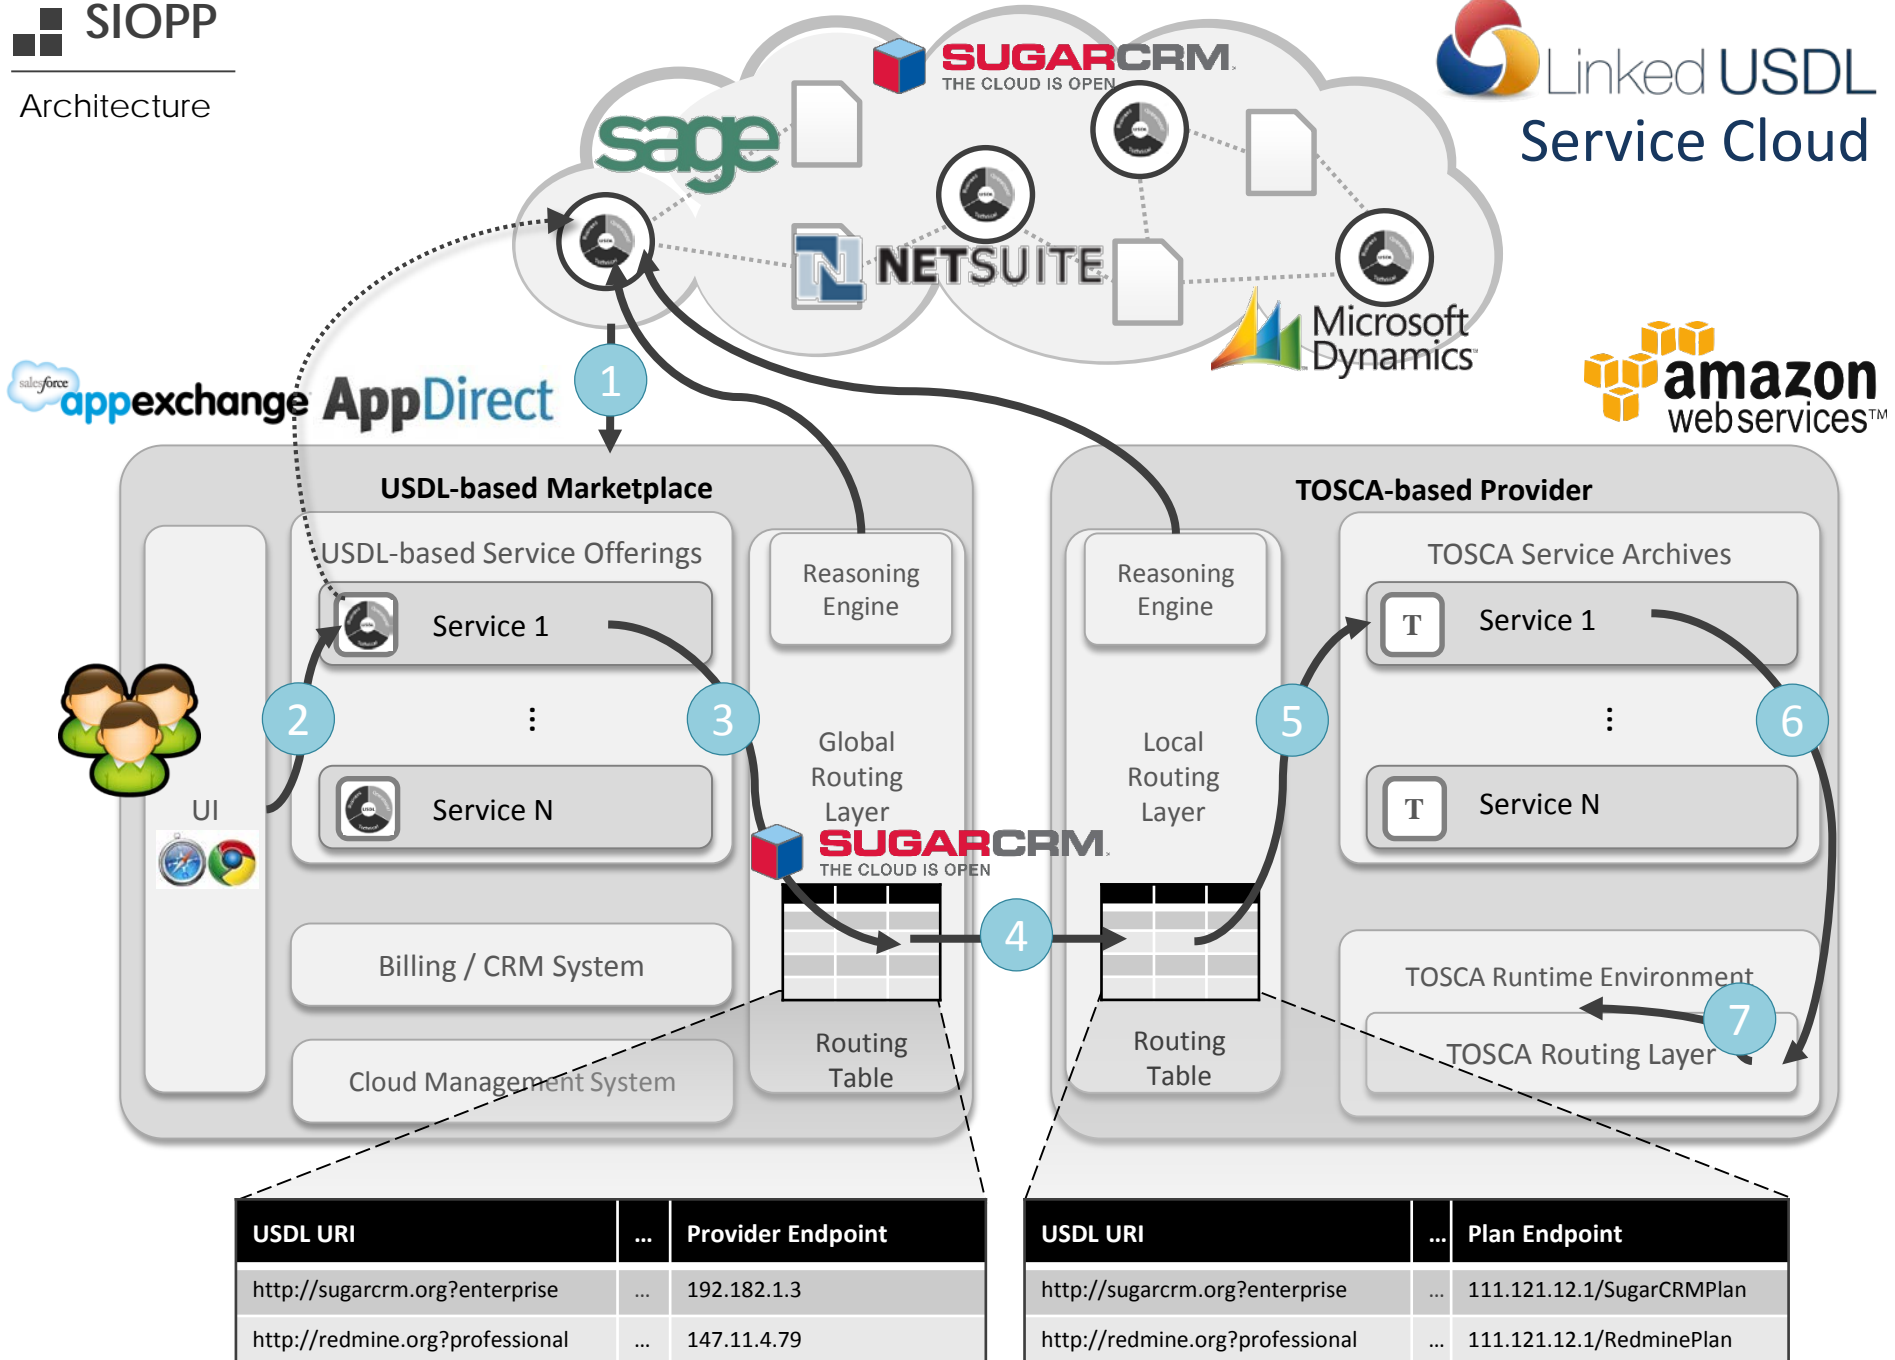 SIOPP
Architecture
SUGARCRM
THE CLOUD IS OPEN
Linked USDL
Service Cloud
sage
NETSUITE
Microsoft
Dynamics
salesforce
appexchange
AppDirect
1
amazon
webservices™
USDL-based Marketplace
TOSCA-based Provider
USDL-based Service Offerings
Reasoning
Engine
Reasoning
Engine
TOSCA Service Archives
Service 1
T
Service 1
2
...
3
5
...
6
Global
Routing
Layer
Local
Routing
Layer
UI
Service N
T
Service N
SUGARCRM
THE CLOUD IS OPEN
4
Billing / CRM System
TOSCA Runtime Environment
7
Routing
Table
Routing
Table
TOSCA Routing Layer
Cloud Management System
USDL URI ... Provider Endpoint
http://sugarcrm.org?enterprise ... 192.182.1.3
http://redmine.org?professional ... 147.11.4.79
USDL URI ... Plan Endpoint
http://sugarcrm.org?enterprise ... 111.121.12.1/SugarCRMPlan
http://redmine.org?professional ... 111.121.12.1/RedminePlan